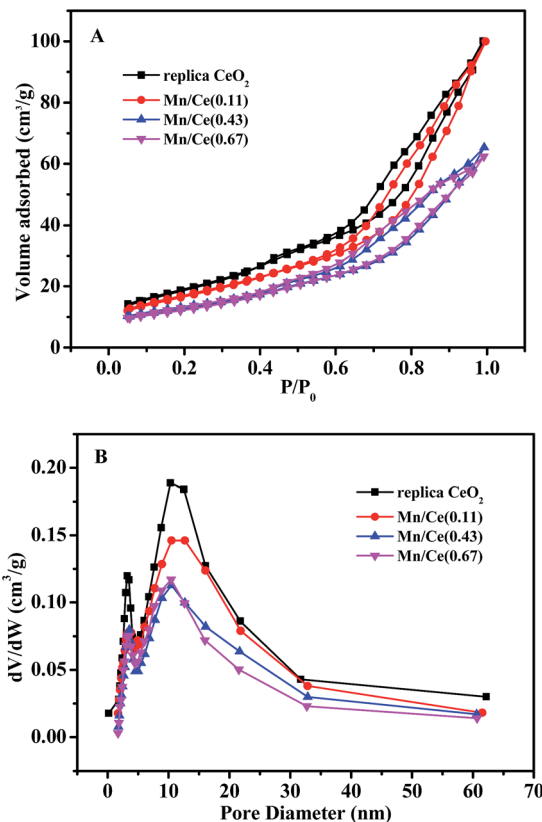 A
replica CeO₂
Mn/Ce(0.11)
Mn/Ce(0.43)
Mn/Ce(0.67)
Volume adsorbed (cm³/g)
100
80
60
40
20
0
0.0 0.2 0.4 0.6 0.8 1.0
P/P₀
B
replica CeO₂
Mn/Ce(0.11)
Mn/Ce(0.43)
Mn/Ce(0.67)
dV/dW (cm³/g)
0.20
0.15
0.10
0.05
0.00
0 10 20 30 40 50 60 70
Pore Diameter (nm)